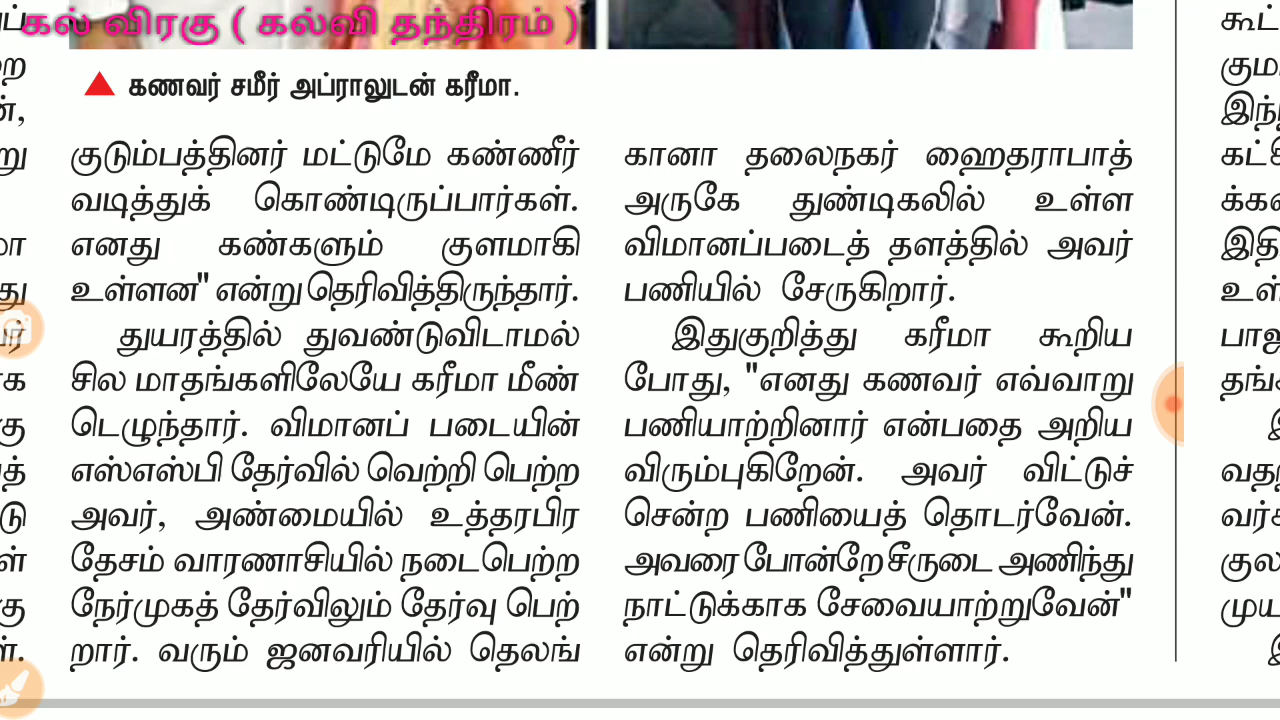 கல் விரகு ( கல்வி தந்திரம் )
கணவர் சமீர் அப்ராலுடன் கரீமா.
குடும்பத்தினர் மட்டுமே கண்ணீர்
வடித்துக் கொண்டிருப்பார்கள்.
எனது கண்களும் குளமாகி
உள்ளன" என்று தெரிவித்திருந்தார்.
துயரத்தில் துவண்டுவிடாமல்
சில மாதங்களிலேயே கரீமா மீண்
டெழுந்தார். விமானப் படையின்
எஸ்எஸ்பி தேர்வில் வெற்றி பெற்ற
அவர், அண்மையில் உத்தரபிர
தேசம் வாரணாசியில் நடைபெற்ற
நேர்முகத் தேர்விலும் தேர்வு பெற்
றார். வரும் ஜனவரியில் தெலங்
கானா தலைநகர் ஹைதராபாத்
அருகே துண்டிகலில் உள்ள
விமானப்படைத் தளத்தில் அவர்
பணியில் சேருகிறார்.
இதுகுறித்து கரீமா கூறிய
போது, "எனது கணவர் எவ்வாறு
பணியாற்றினார் என்பதை அறிய
விரும்புகிறேன். அவர் விட்டுச்
சென்ற பணியைத் தொடர்வேன்.
அவரை போன்றே சீருடை அணிந்து
நாட்டுக்காக சேவையாற்றுவேன்"
என்று தெரிவித்துள்ளார்.